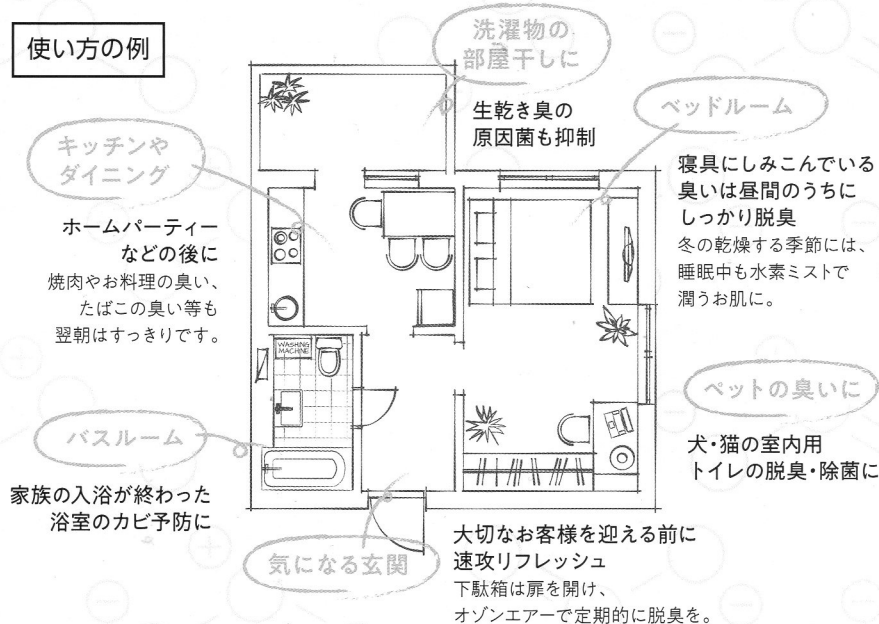 使い方の例
洗濯物の
部屋干しに
生乾き臭の
原因菌も抑制
ベッドルーム
寝具にしみこんでいる
臭いは昼間のうちに
しっかり脱臭
冬の乾燥する季節には、
睡眠中も水素ミストで
潤うお肌に。
キッチンや
ダイニング
ホームパーティー
などの後に
焼肉やお料理の臭い、
たばこの臭い等も
翌朝はすっきりです。
WASHING
MACHINE
ペットの臭いに
犬・猫の室内用
トイレの脱臭・除菌に
バスルーム
家族の入浴が終わった
浴室のカビ予防に
気になる玄関
大切なお客様を迎える前に
速攻リフレッシュ
下駄箱は扉を開け、
オゾンエアーで定期的に脱臭を。